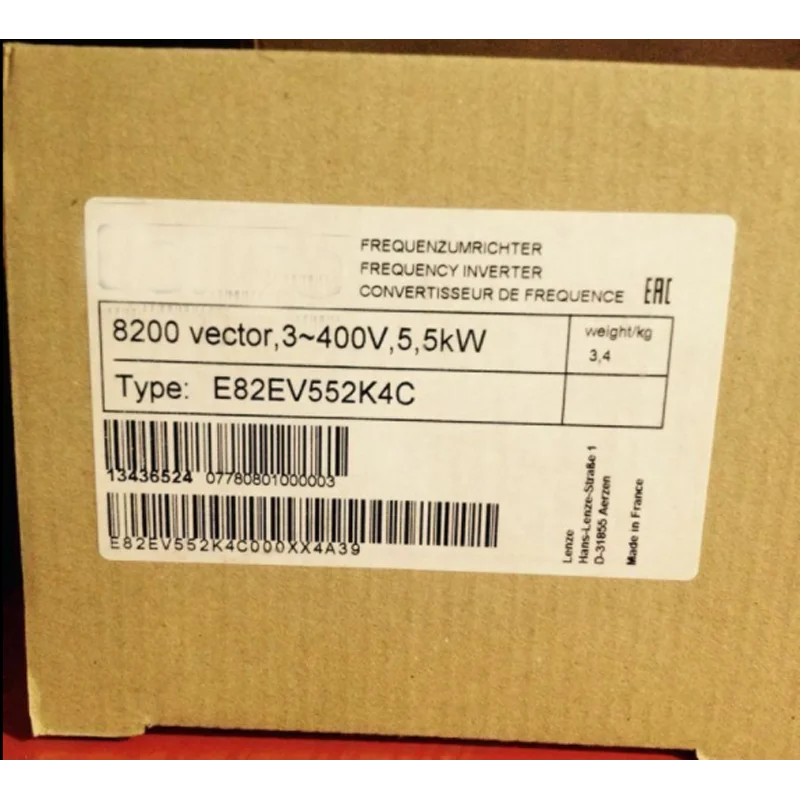 FREQUENZUMRICHTER
FREQUENCY INVERTER
CONVERTISSEUR DE FREQUENCE
EAC
8200 vector,3~400V,5,5kW
weight/kg
3,4
Type: E82EV552K4C
13436524 07780801000003
E82EV552K4C000XX4A39
Lenze
Hans-Lenze-Straße 1
D-31855 Aerzen
Made in France